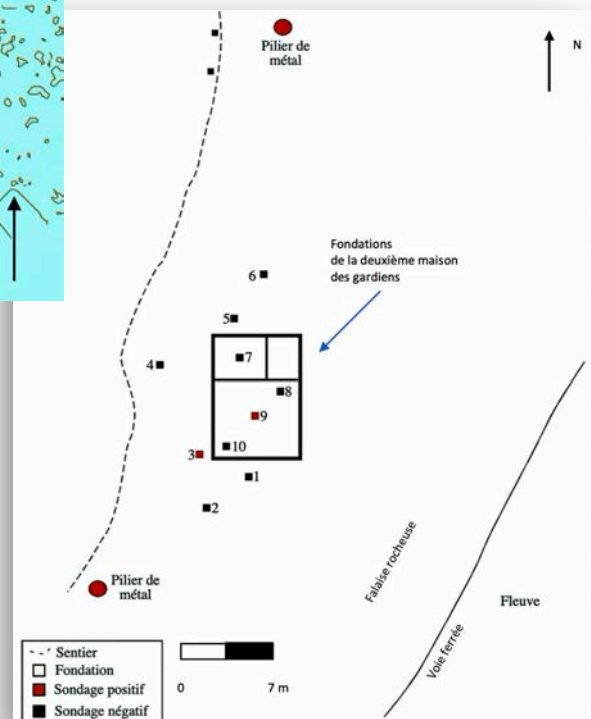 Pilier de
métal
N
Fondations
de la deuxième maison
des gardiens
6
5
7
4
8
9
10
3
1
2
Pilier de
métal
Falaise rocheuse
Fleuve
Voie ferrée
Sentier
Fondation
Sondage positif
Sondage négatif
0 7 m